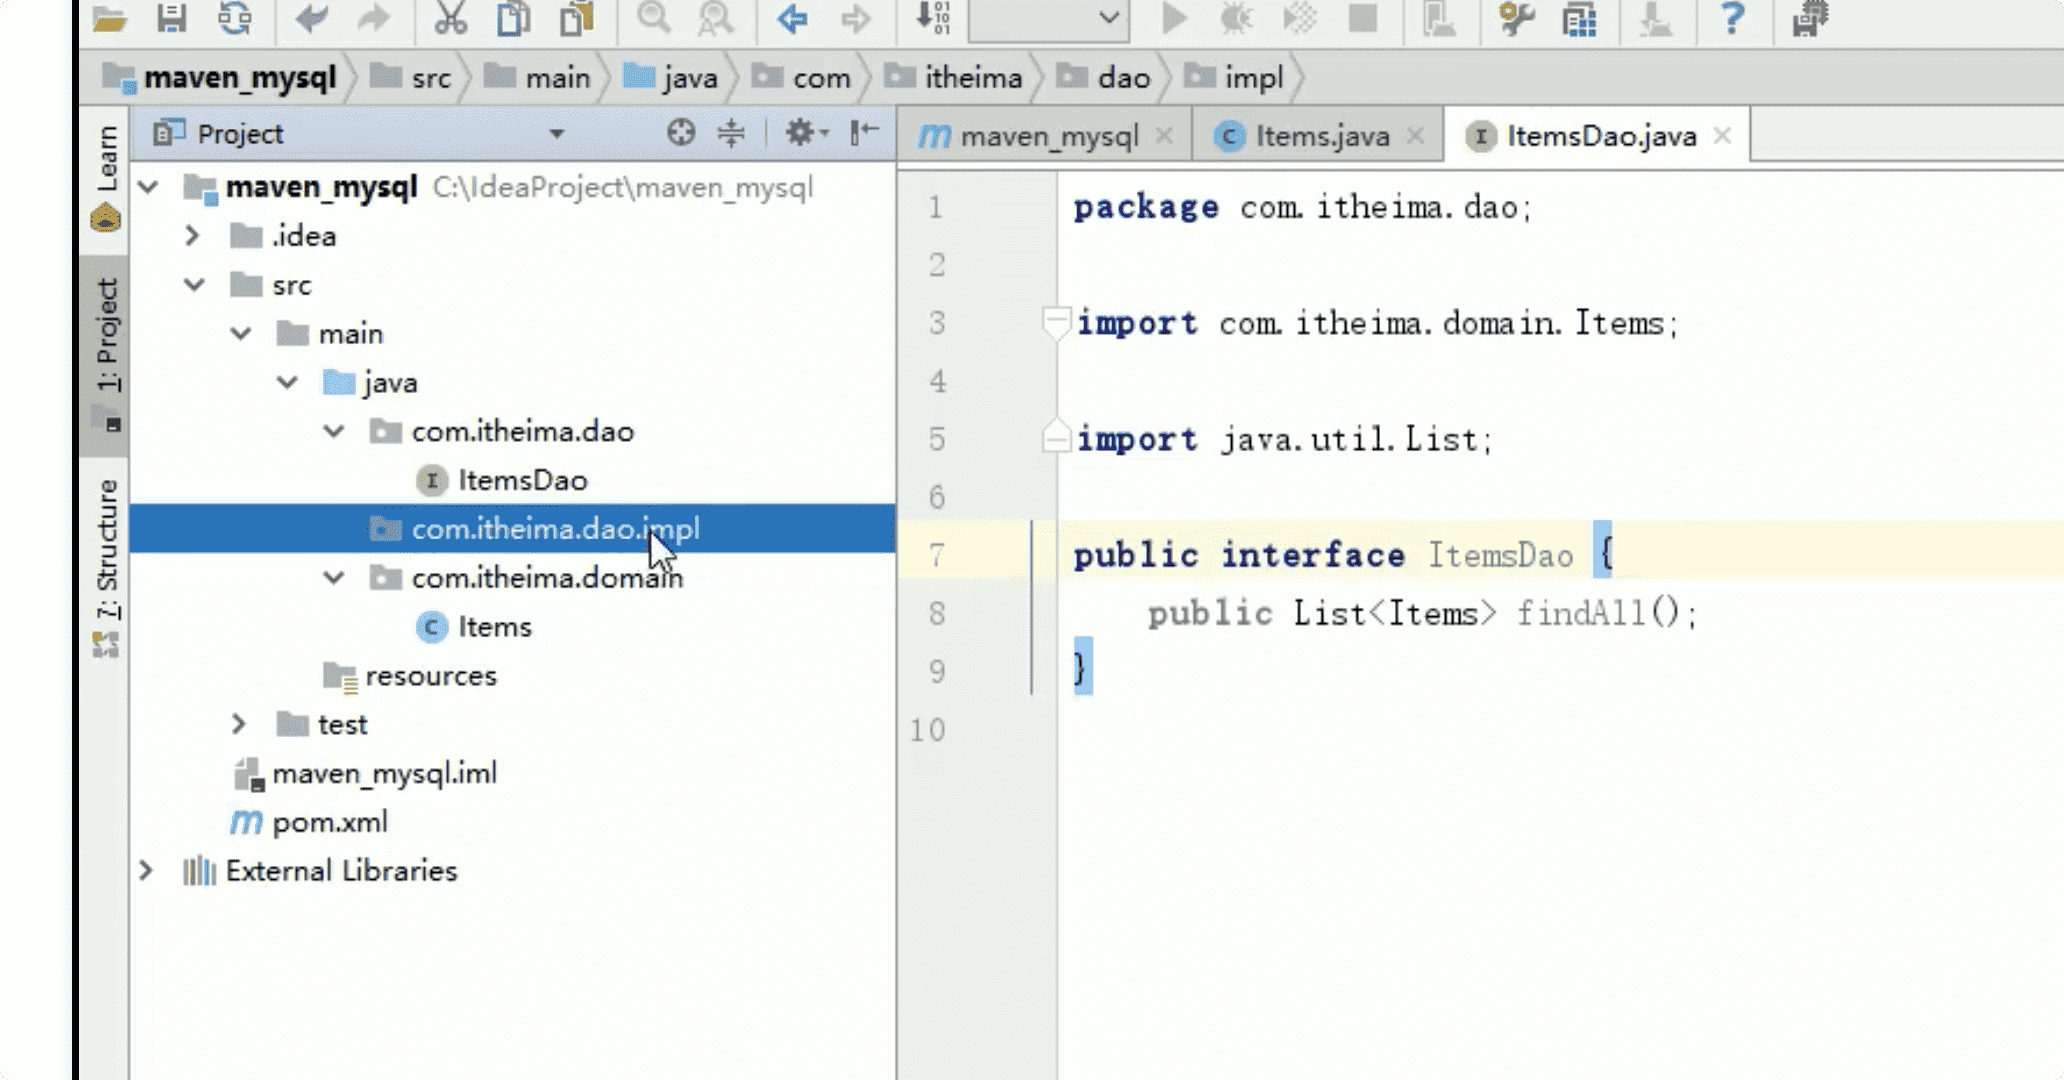 maven_mysql src main java com itheima dao impl
Learn
1: Project
7: Structure
Project
maven_mysql C:\IdeaProject\maven_mysql
.idea
src
main
java
com.itheima.dao
ItemsDao
com.itheima.dao.impl
com.itheima.domain
Items
resources
test
maven_mysql.iml
pom.xml
External Libraries
maven_mysql Items.java ItemsDao.java
1 package com.itheima.dao;
2
3 import com.itheima.domain.Items;
4
5 import java.util.List;
6
7 public interface ItemsDao {
8 public List<Items> findAll();
9 }
10